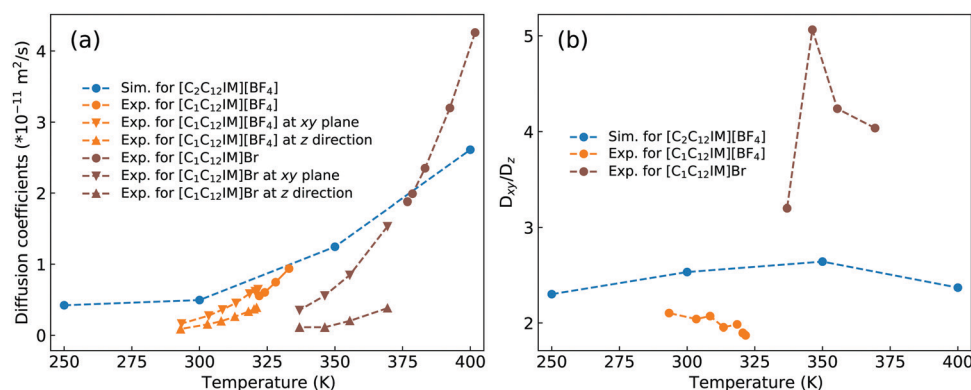 (a)
Diffusion coefficients (*10⁻¹¹ m²/s)
4
3
2
1
0
Sim. for [C₂C₁₂IM][BF₄]
Exp. for [C₁C₁₂IM][BF₄]
Exp. for [C₁C₁₂IM][BF₄] at xy plane
Exp. for [C₁C₁₂IM][BF₄] at z direction
Exp. for [C₁C₁₂IM]Br
Exp. for [C₁C₁₂IM]Br at xy plane
Exp. for [C₁C₁₂IM]Br at z direction
250 275 300 325 350 375 400
Temperature (K)
(b)
D_xy/D_z
5
4
3
2
Sim. for [C₂C₁₂IM][BF₄]
Exp. for [C₁C₁₂IM][BF₄]
Exp. for [C₁C₁₂IM]Br
250 275 300 325 350 375 400
Temperature (K)